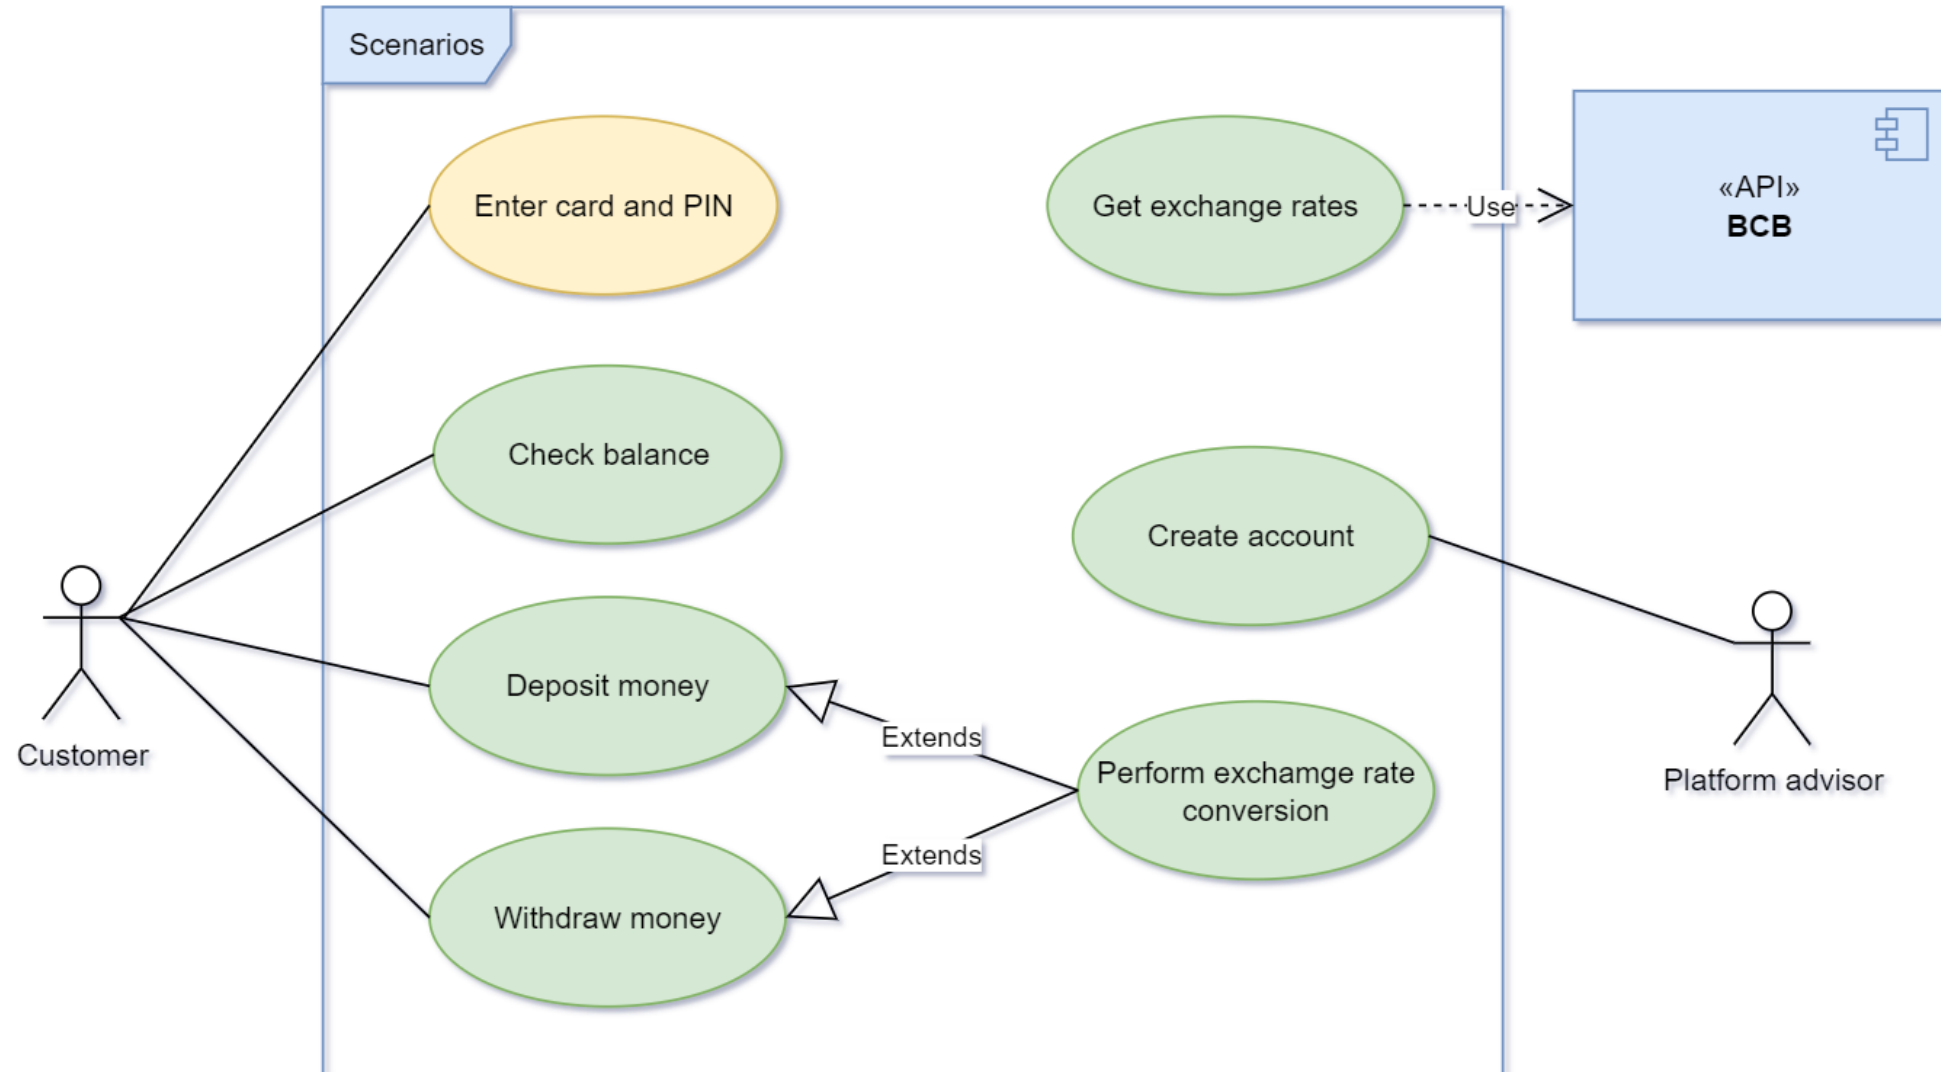 Scenarios
Enter card and PIN
Get exchange rates
Use
«API»
BCB
Check balance
Create account
Customer
Deposit money
Extends
Perform exchamge rate
conversion
Platform advisor
Extends
Withdraw money